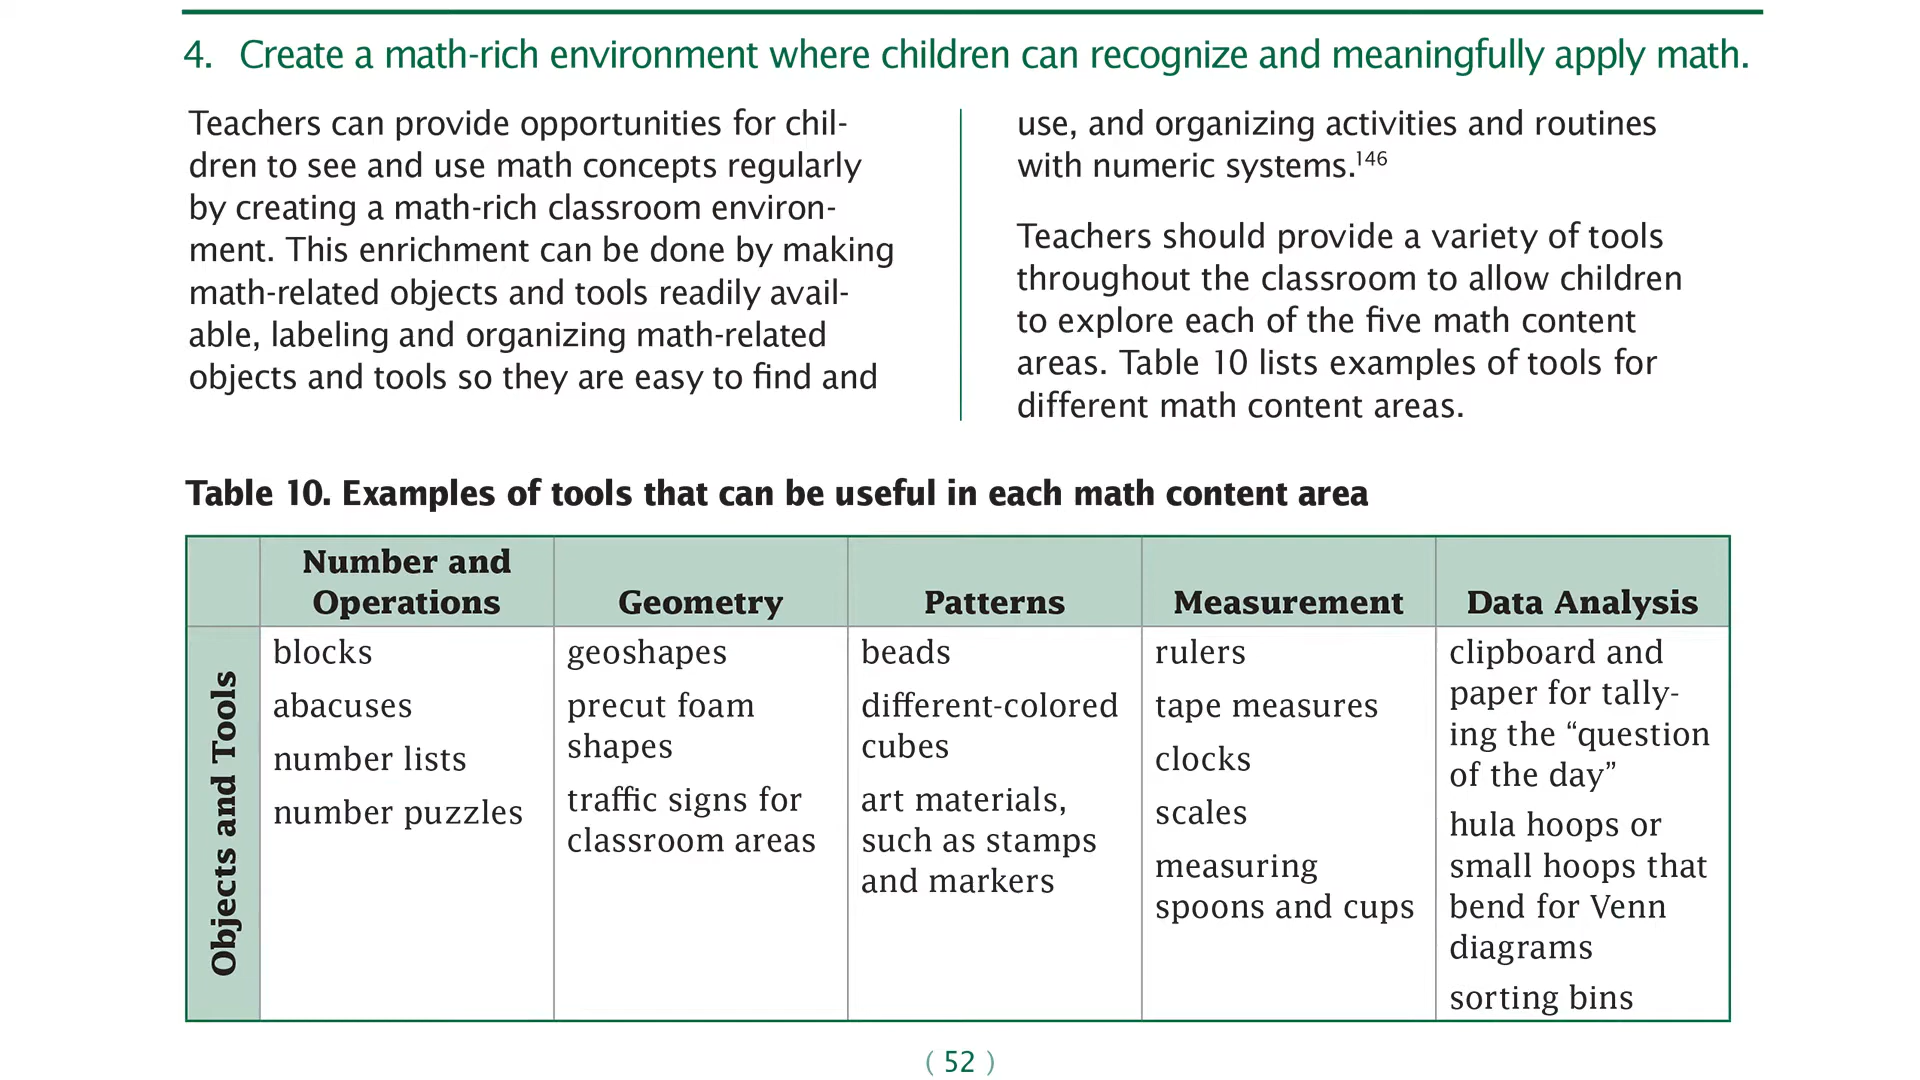 4. Create a math-rich environment where children can recognize and meaningfully apply math.
Teachers can provide opportunities for chil-
dren to see and use math concepts regularly
by creating a math-rich classroom environ-
ment. This enrichment can be done by making
math-related objects and tools readily avail-
able, labeling and organizing math-related
objects and tools so they are easy to find and
use, and organizing activities and routines
with numeric systems.146
Teachers should provide a variety of tools
throughout the classroom to allow children
to explore each of the five math content
areas. Table 10 lists examples of tools for
different math content areas.
Table 10. Examples of tools that can be useful in each math content area
Number and
Operations
Geometry
Patterns
Measurement
Data Analysis
Objects and Tools
blocks
abacuses
number lists
number puzzles
geoshapes
precut foam
shapes
traffic signs for
classroom areas
beads
different-colored
cubes
art materials,
such as stamps
and markers
rulers
tape measures
clocks
scales
measuring
spoons and cups
clipboard and
paper for tally-
ing the “question
of the day”
hula hoops or
small hoops that
bend for Venn
diagrams
sorting bins
( 52 )